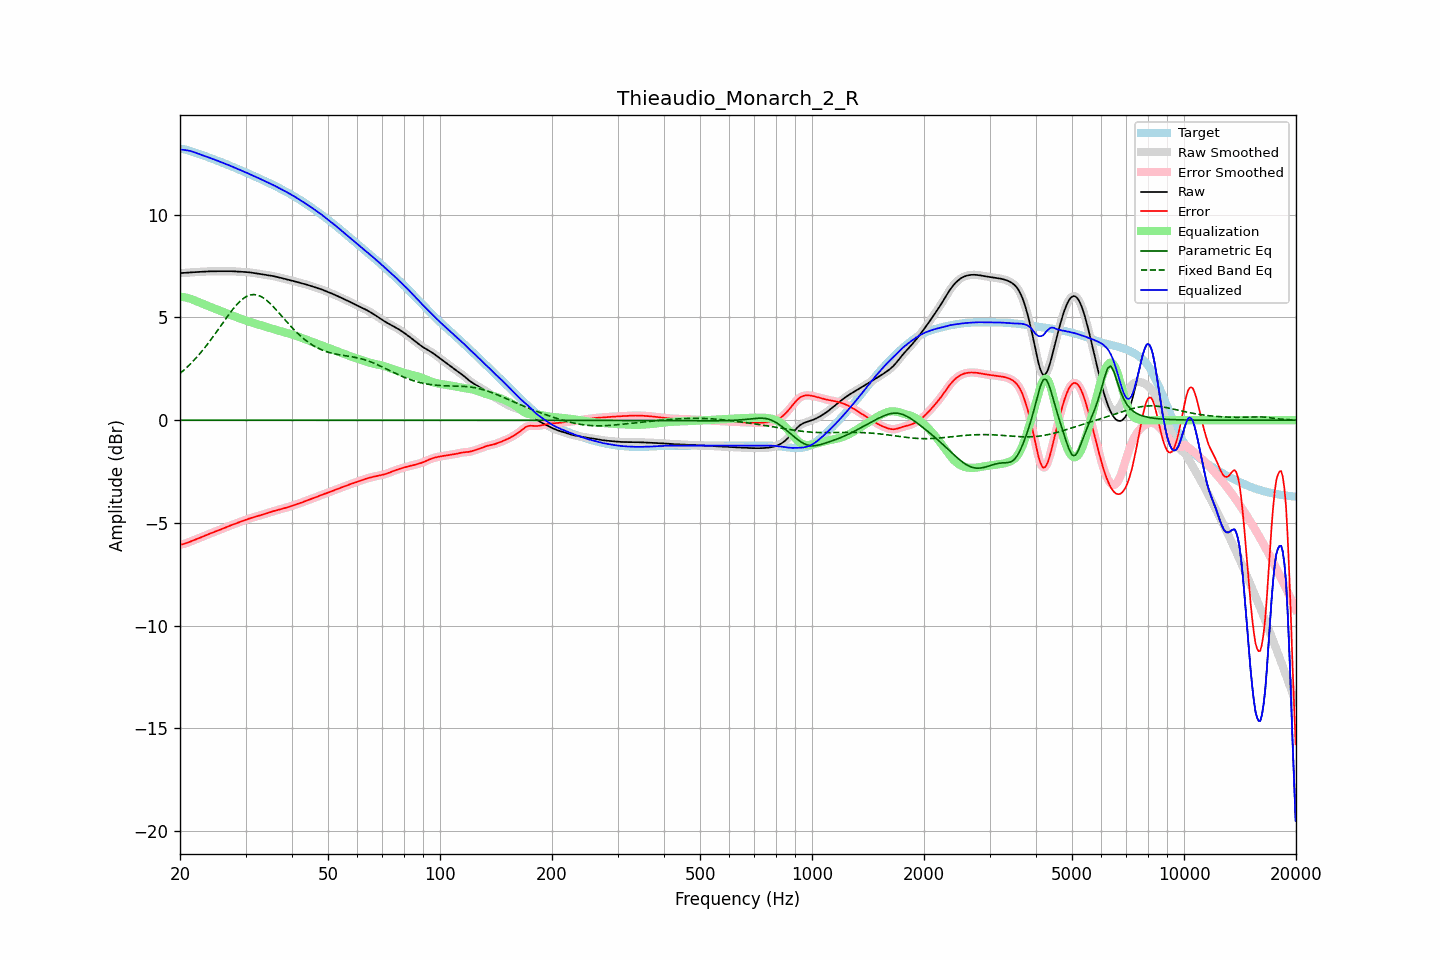 Thieaudio_Monarch_2_R
Target
Raw Smoothed
Error Smoothed
Raw
Error
Equalization
Parametric Eq
Fixed Band Eq
Equalized
Amplitude (dBr)
10
5
0
−5
−10
−15
−20
20
50
100
200
500
1000
2000
5000
10000
20000
Frequency (Hz)